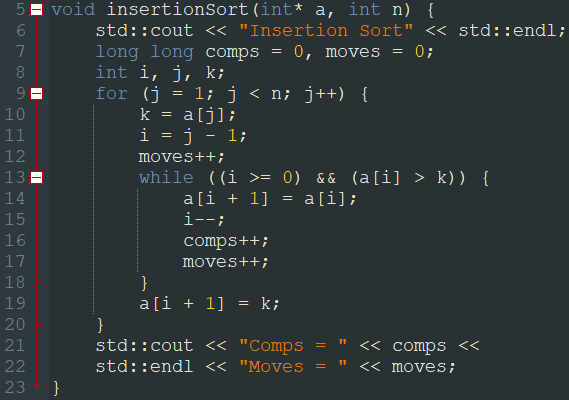 5 void insertionSort(int* a, int n) {
6     std::cout << "Insertion Sort" << std::endl;
7     long long comps = 0, moves = 0;
8     int i, j, k;
9     for (j = 1; j < n; j++) {
10         k = a[j];
11         i = j - 1;
12         moves++;
13         while ((i >= 0) && (a[i] > k)) {
14             a[i + 1] = a[i];
15             i--;
16             comps++;
17             moves++;
18         }
19         a[i + 1] = k;
20     }
21     std::cout << "Comps = " << comps <<
22     std::endl << "Moves = " << moves;
23 }